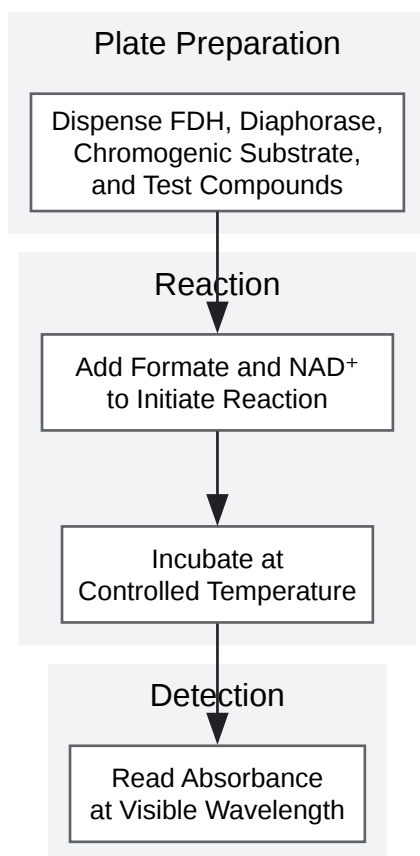 Plate Preparation
Dispense FDH, Diaphorase,
Chromogenic Substrate,
and Test Compounds
Reaction
Add Formate and NAD⁺
to Initiate Reaction
Incubate at
Controlled Temperature
Detection
Read Absorbance
at Visible Wavelength